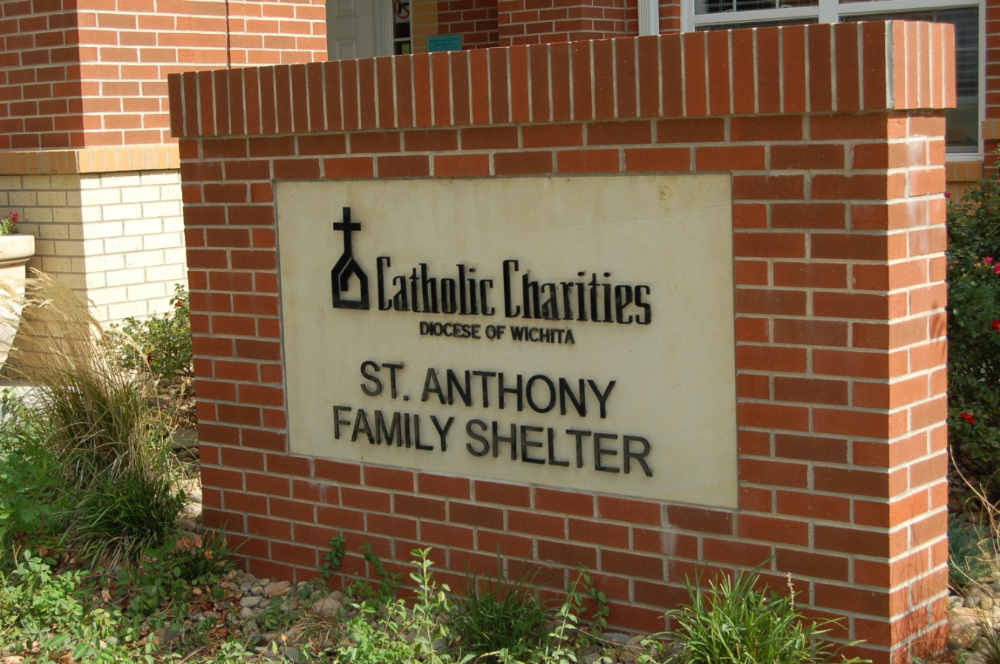 Catholic Charities
DIOCESE OF WICHITA
ST. ANTHONY
FAMILY SHELTER